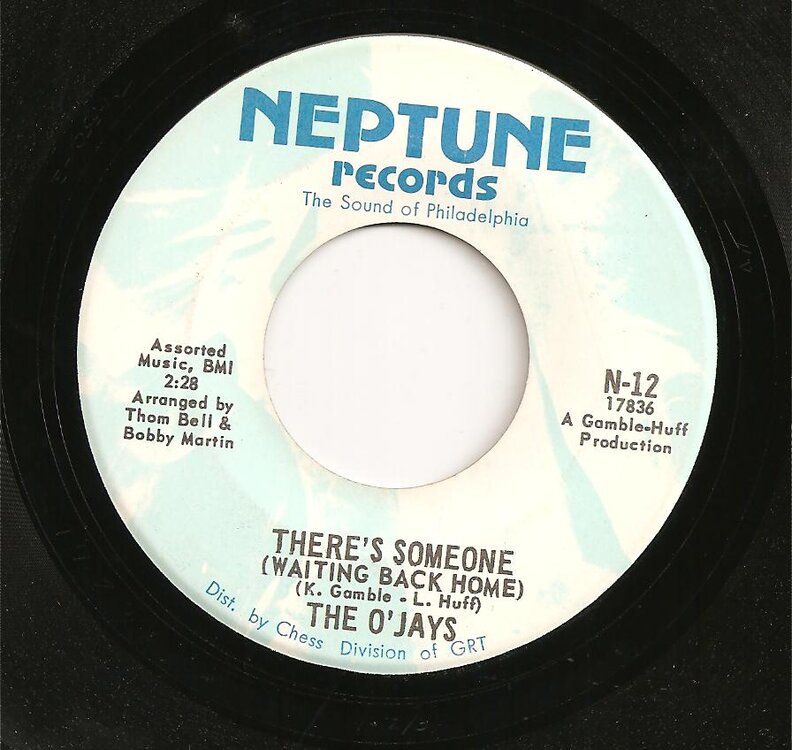 NEPTUNE
records
The Sound of Philadelphia
Assorted
Music, BMI
2:28
Arranged by
Thom Bell &
Bobby Martin
N-12
17836
A Gamble-Huff
Production
THERE'S SOMEONE
(WAITING BACK HOME)
(K. Gamble - L. Huff)
THE O'JAYS
Dist. by Chess Division of GRT